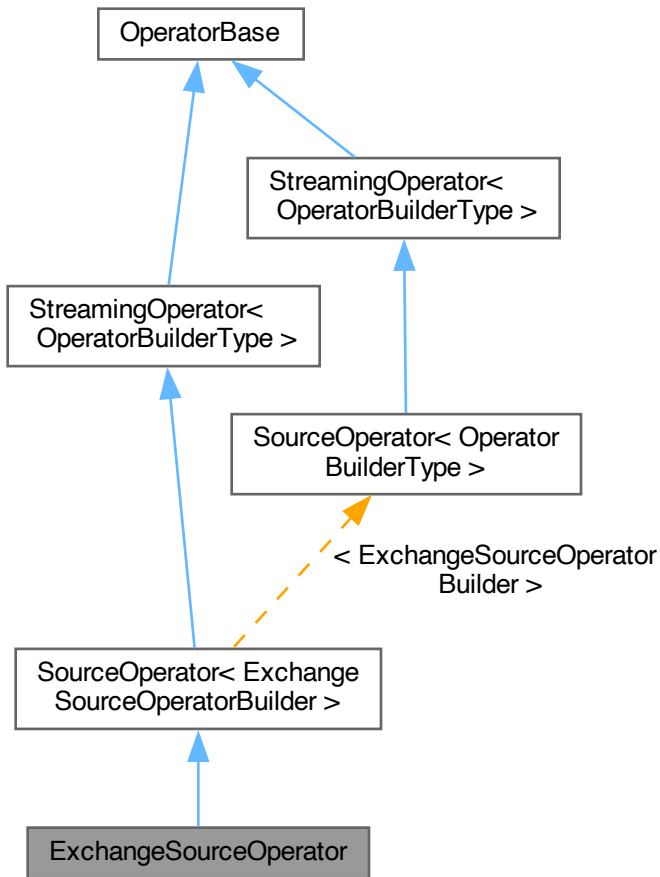 OperatorBase
StreamingOperator<
OperatorBuilderType >
StreamingOperator<
OperatorBuilderType >
SourceOperator< Operator
BuilderType >
< ExchangeSourceOperator
Builder >
SourceOperator< Exchange
SourceOperatorBuilder >
ExchangeSourceOperator